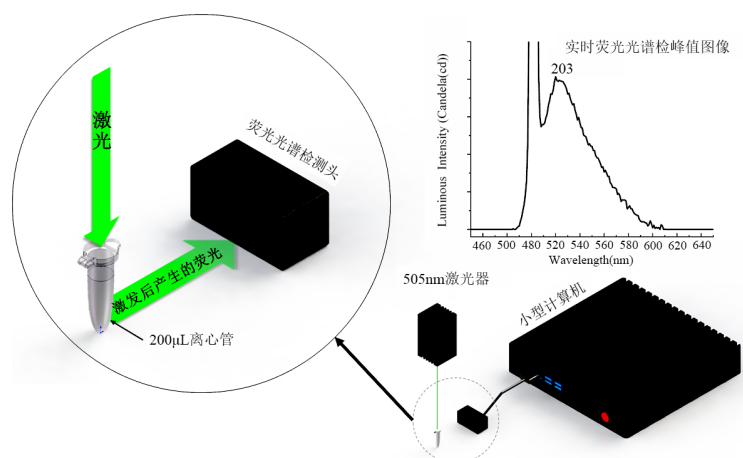 激光
荧光光谱检测头
激发后产生的荧光
200μL离心管
实时荧光光谱检峰值图像
203
Luminous Intensity (Candela(cd))
460 500 480 520 540 560 580 600 620 640
Wavelength(nm)
505nm激光器
小型计算机